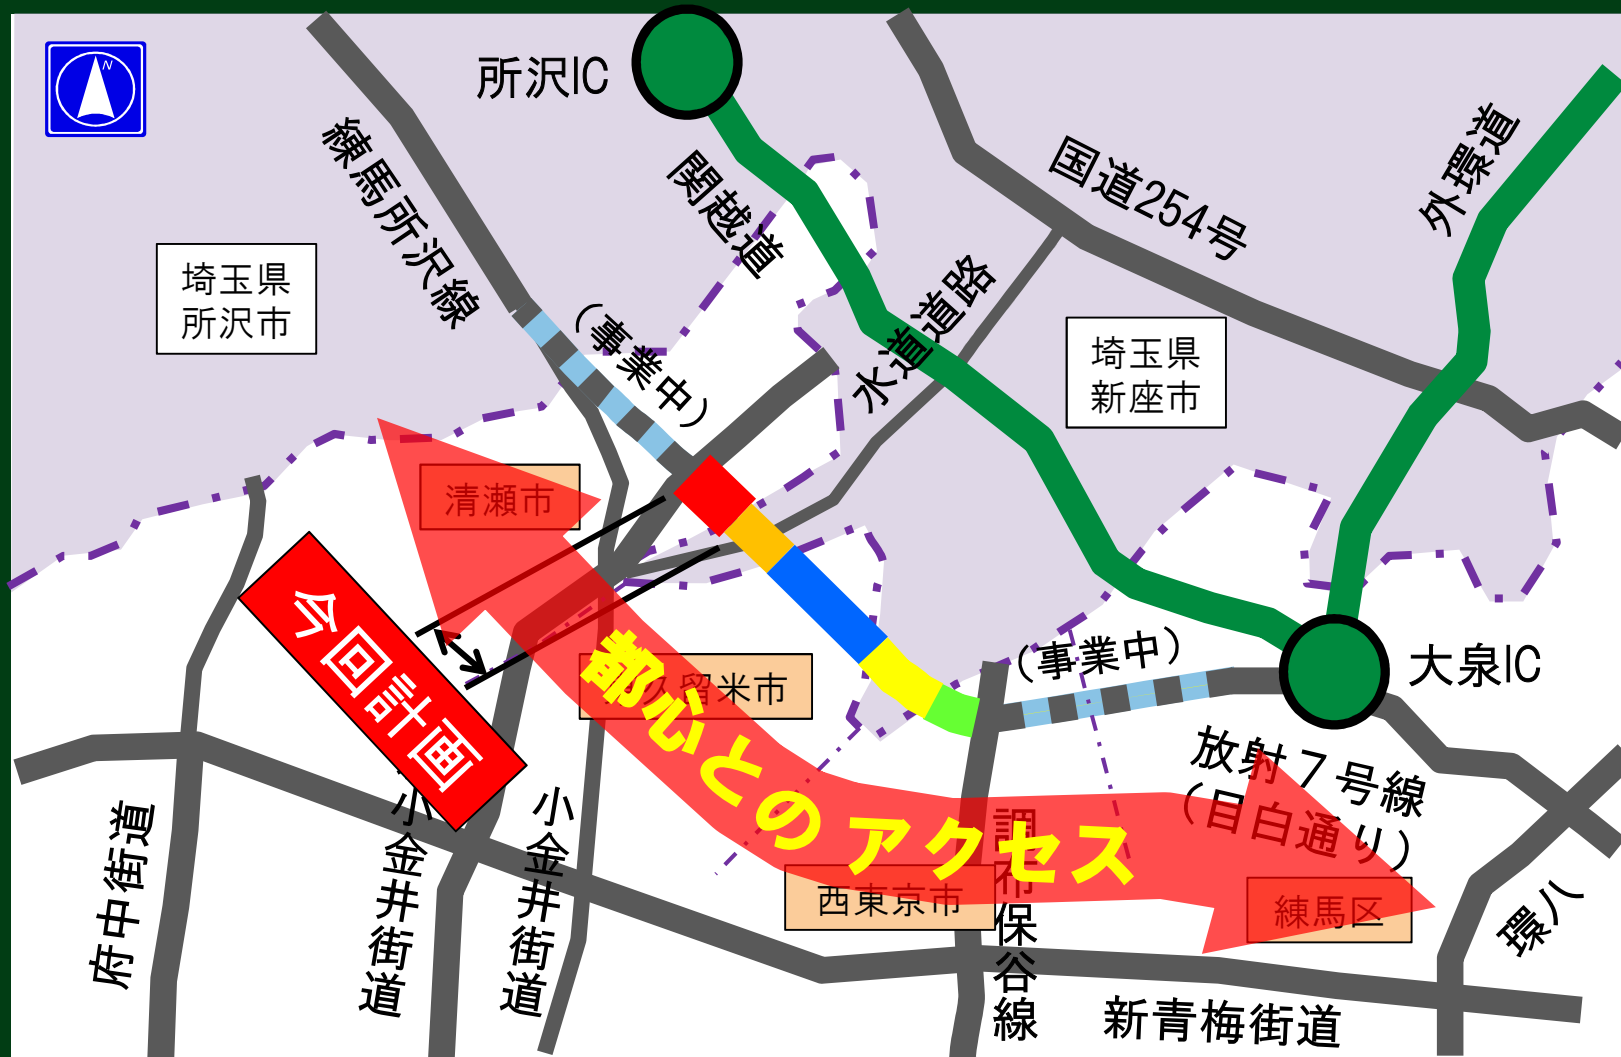 N
所沢IC
練馬所沢線
関越道
国道254号
外環道
埼玉県
所沢市
(事業中)
水道道路
埼玉県
新座市
清瀬市
今回計画
久留米市
都心とのアクセス
(事業中)
大泉IC
放射7号線
(目白通り)
府中街道
小金井街道
小金井街道
調布保谷線
西東京市
練馬区
環八
新青梅街道